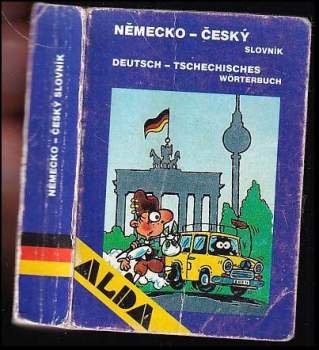 NĚMECKO – ČESKÝ
SLOVNÍK
DEUTSCH – TSCHECHISCHES
WÖRTERBUCH
ALDA
NĚMECKO – ČESKÝ SLOVNÍK